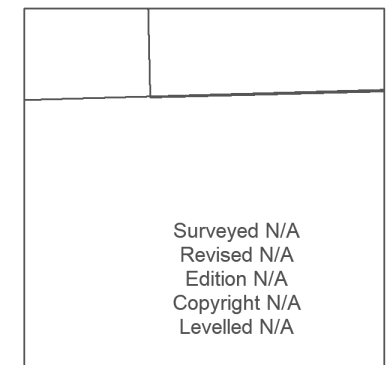 Surveyed N/A
Revised N/A
Edition N/A
Copyright N/A
Levelled N/A